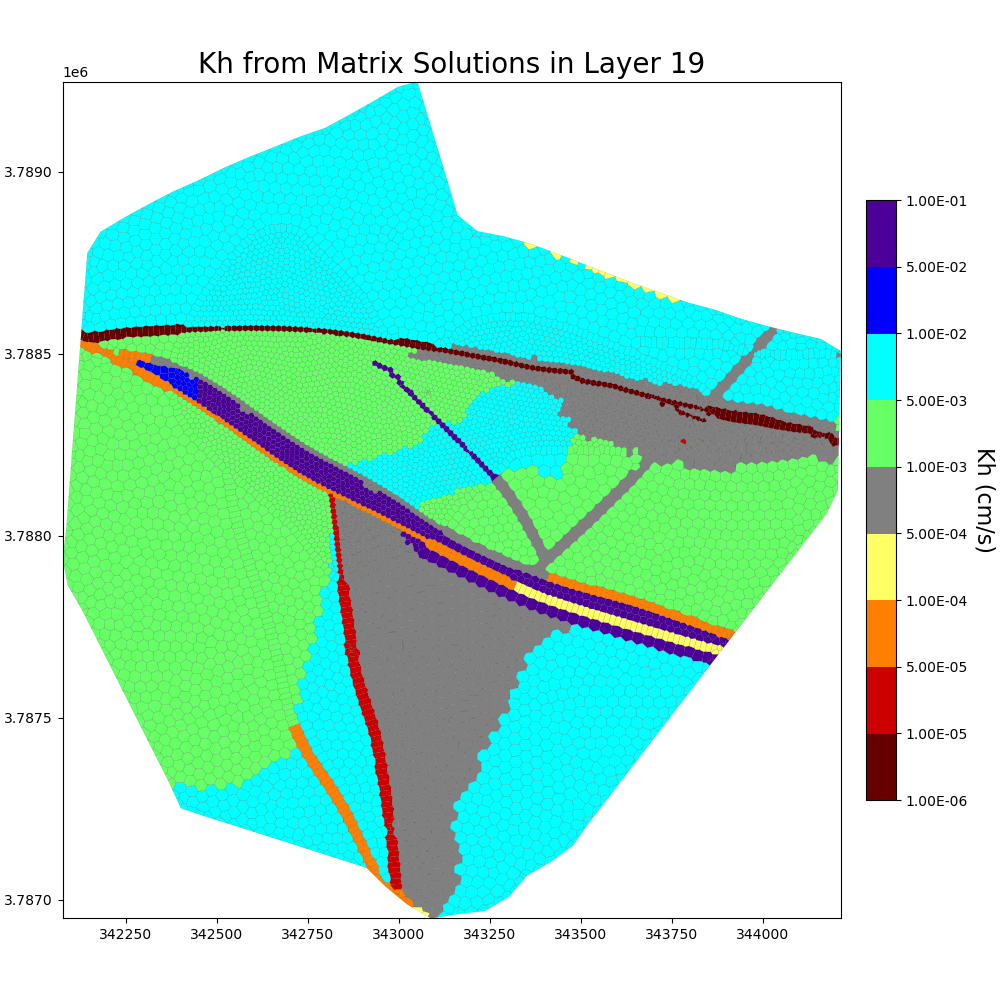 Kh from Matrix Solutions in Layer 19
1e6
3.7890
3.7885
3.7880
3.7875
3.7870
342250 342500 342750 343000 343250 343500 343750 344000
1.00E-01
5.00E-02
1.00E-02
5.00E-03
1.00E-03
5.00E-04
1.00E-04
5.00E-05
1.00E-05
1.00E-06
Kh (cm/s)